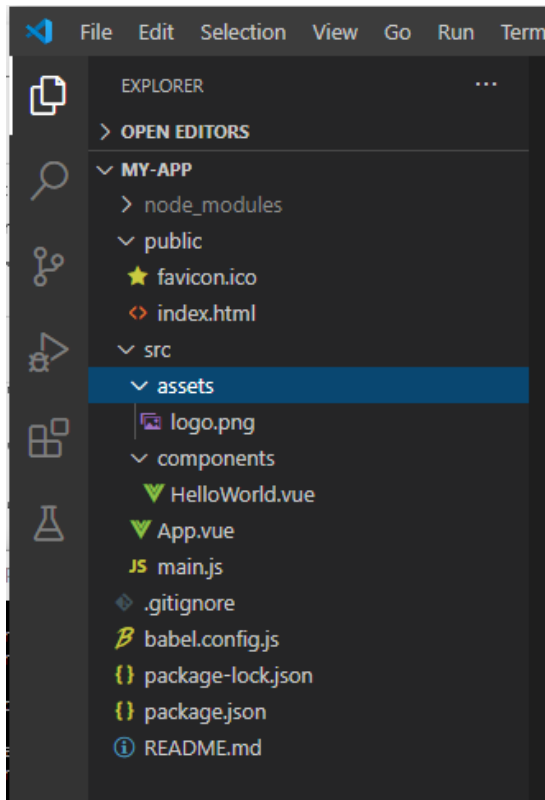 File Edit Selection View Go Run Term
EXPLORER
OPEN EDITORS
MY-APP
node_modules
public
favicon.ico
index.html
src
assets
logo.png
components
HelloWorld.vue
App.vue
JS main.js
.gitignore
babel.config.js
{} package-lock.json
{} package.json
README.md